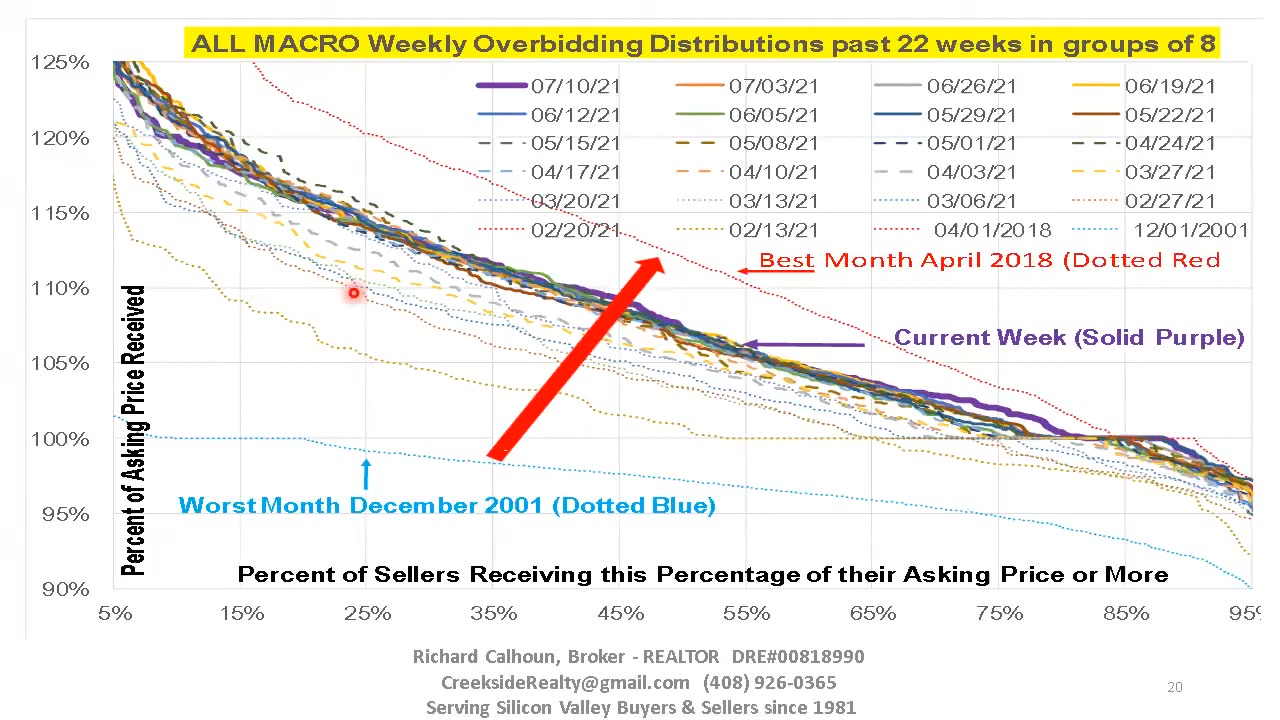 ALL MACRO Weekly Overbidding Distributions past 22 weeks in groups of 8
125%
120%
115%
110%
105%
100%
95%
90%
07/10/21 07/03/21 06/26/21 06/19/21
06/12/21 06/05/21 05/29/21 05/22/21
05/15/21 05/08/21 05/01/21 04/24/21
04/17/21 04/10/21 04/03/21 03/27/21
03/20/21 03/13/21 03/06/21 02/27/21
02/20/21 02/13/21 04/01/2018 12/01/2001
Best Month April 2018 (Dotted Red
Current Week (Solid Purple)
Percent of Asking Price Received
Worst Month December 2001 (Dotted Blue)
Percent of Sellers Receiving this Percentage of their Asking Price or More
5% 15% 25% 35% 45% 55% 65% 75% 85% 95%
Richard Calhoun, Broker - REALTOR DRE#00818990
CreeksideRealty@gmail.com (408) 926-0365
Serving Silicon Valley Buyers & Sellers since 1981
20